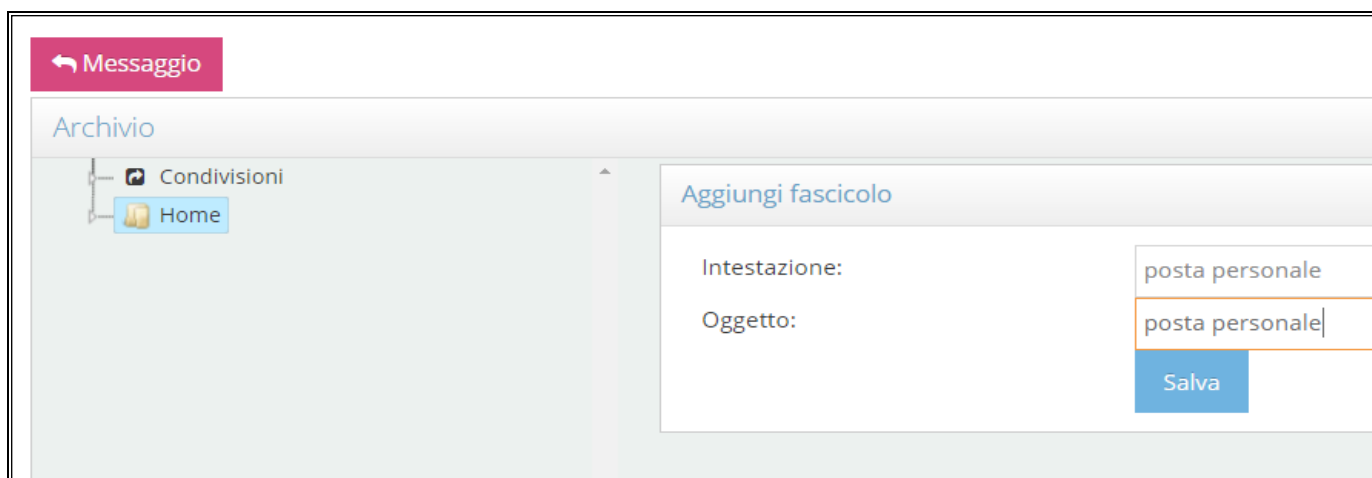 Messaggio
Archivio
Condivisioni
Home
Aggiungi fascicolo
Intestazione: posta personale
Oggetto: posta personale
Salva